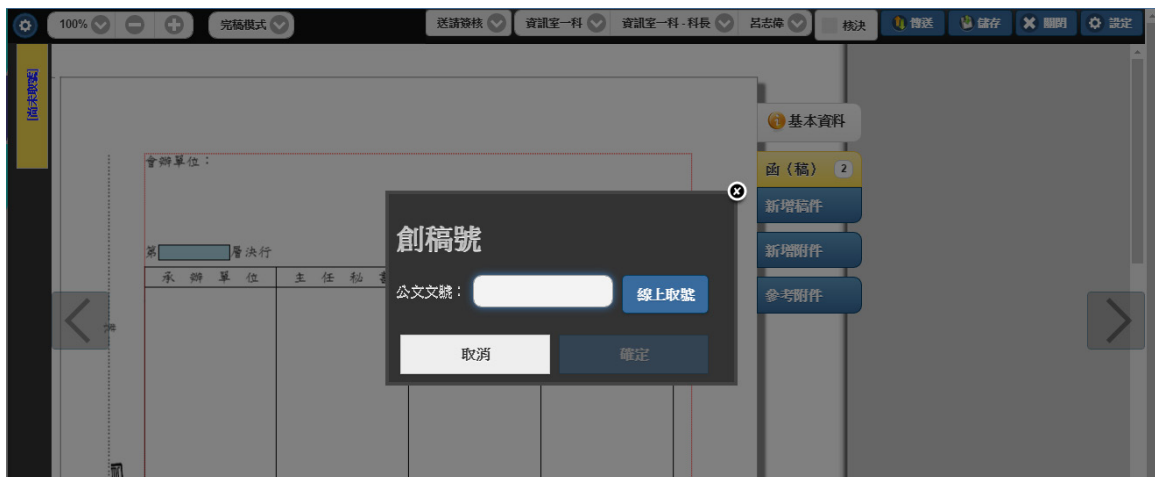 100%
完稿模式
送請簽核
資訊室一科
資訊室一科-科長
呂志偉
核決
傳送
儲存
關閉
設定
[尚未取號]
基本資料
會辦單位：
函（稿） 2
新增稿件
創稿號
第 層決行
新增附件
承辦單位
主任秘書
公文文號：
線上取號
參考附件
取消
確定